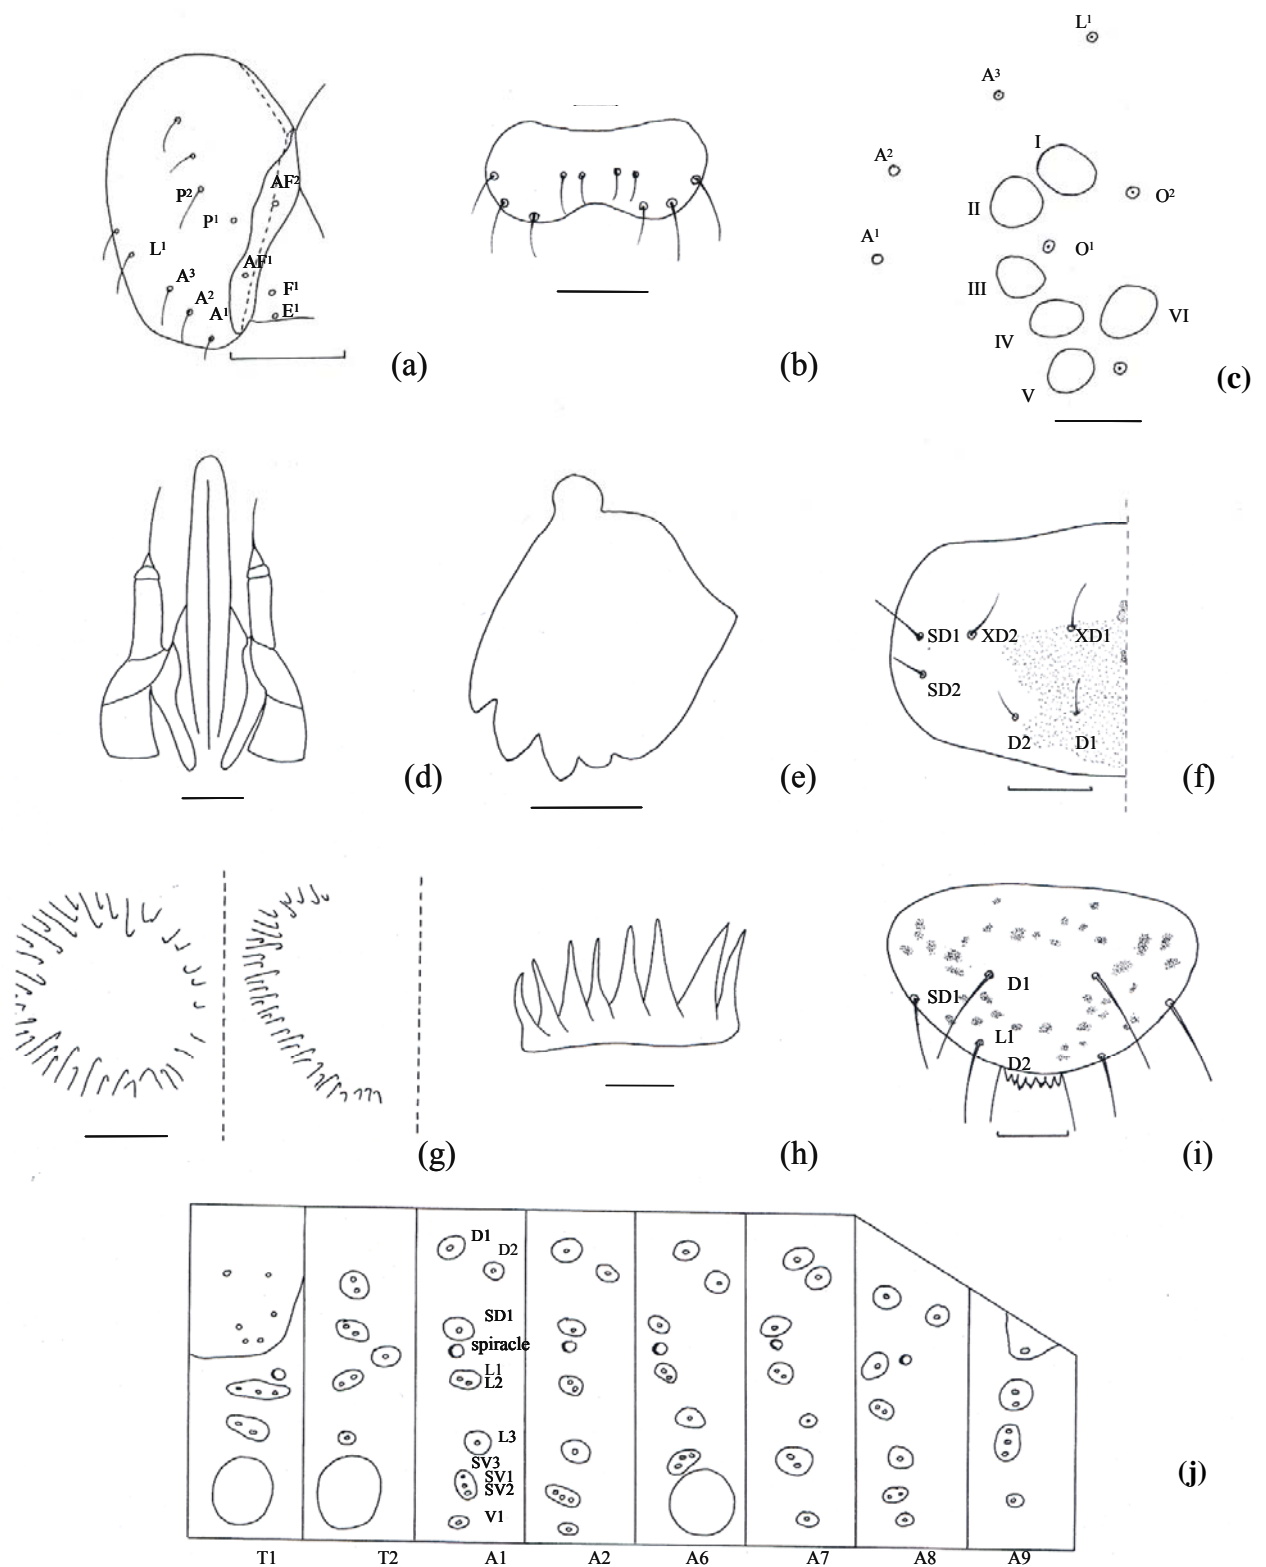 P² AF²
P¹
L¹
AF¹
A³
F¹
A²
A¹ E¹
(a)
(b)
L¹
A³
I
A²
II O²
A¹ O¹
III
VI
IV
V
(c)
(d)
(e)
SD1 XD2 XD1
SD2
D2 D1
(f)
(g)
(h)
D1
SD1
L1
D2
(i)
D1
D2
SD1
spiracle
L1
L2
L3
SV3
SV1
SV2
V1
(j)
T1 T2 A1 A2 A6 A7 A8 A9